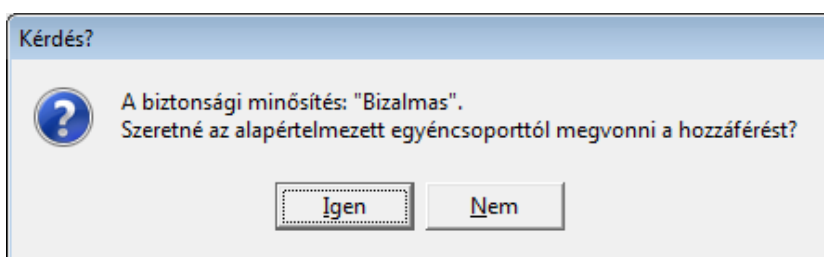 Kérdés?
A biztonsági minősítés: "Bizalmas".
Szeretné az alapértelmezett egyéncsoporttól megvonni a hozzáférést?
Igen
Nem